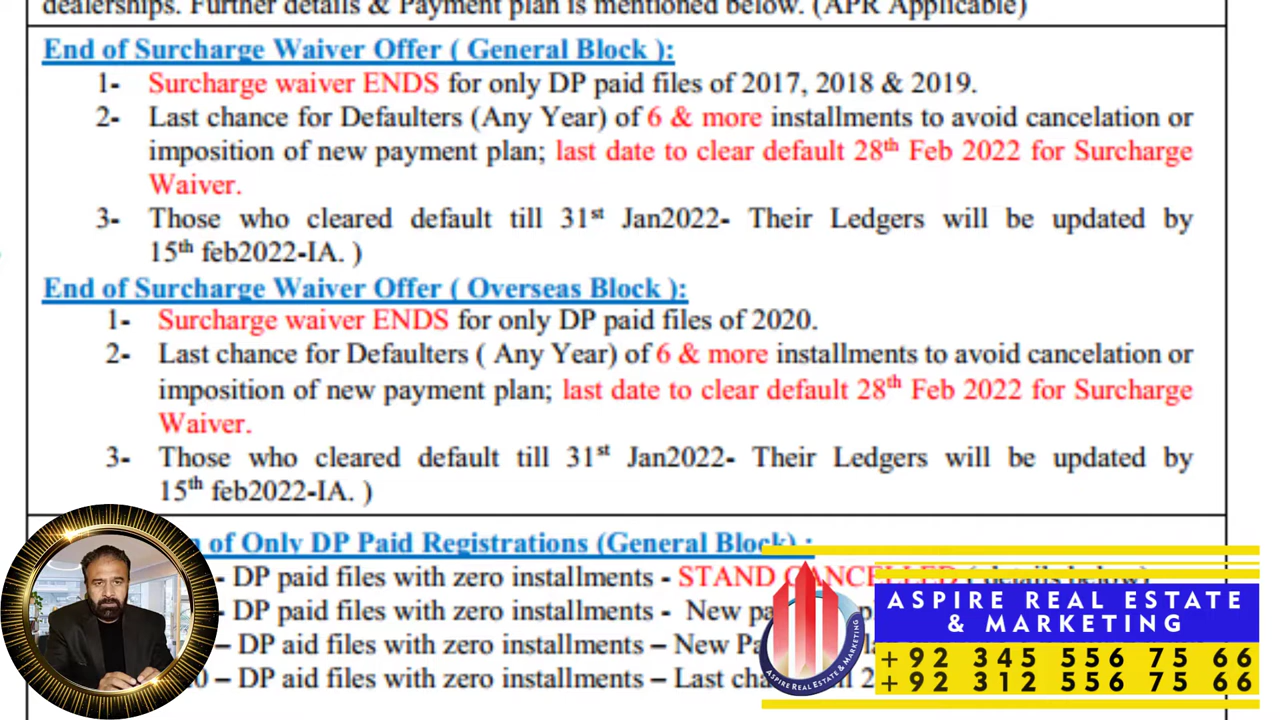 dealerships. Further details & Payment plan is mentioned below. (APR Applicable)
End of Surcharge Waiver Offer ( General Block ):
1- Surcharge waiver ENDS for only DP paid files of 2017, 2018 & 2019.
2- Last chance for Defaulters (Any Year) of 6 & more installments to avoid cancelation or
imposition of new payment plan; last date to clear default 28th Feb 2022 for Surcharge
Waiver.
3- Those who cleared default till 31st Jan2022- Their Ledgers will be updated by
15th feb2022-IA. )
End of Surcharge Waiver Offer ( Overseas Block ):
1- Surcharge waiver ENDS for only DP paid files of 2020.
2- Last chance for Defaulters ( Any Year) of 6 & more installments to avoid cancelation or
imposition of new payment plan; last date to clear default 28th Feb 2022 for Surcharge
Waiver.
3- Those who cleared default till 31st Jan2022- Their Ledgers will be updated by
15th feb2022-IA. )
of Only DP Paid Registrations (General Block) :
- DP paid files with zero installments - STAND CANCELLED ( details below)
- DP paid files with zero installments - New
– DP aid files with zero installments – New
– DP aid files with zero installments – Last
ASPIRE REAL ESTATE & MARKETING
ASPIRE REAL ESTATE
& MARKETING
+92 345 556 75 66
+92 312 556 75 66